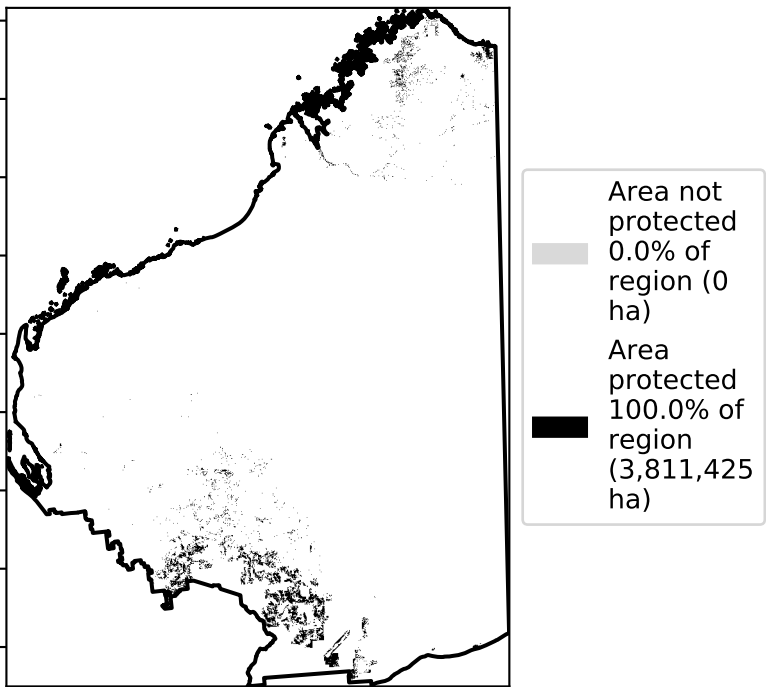 Area not
protected
0.0% of
region (0
ha)
Area
protected
100.0% of
region
(3,811,425
ha)